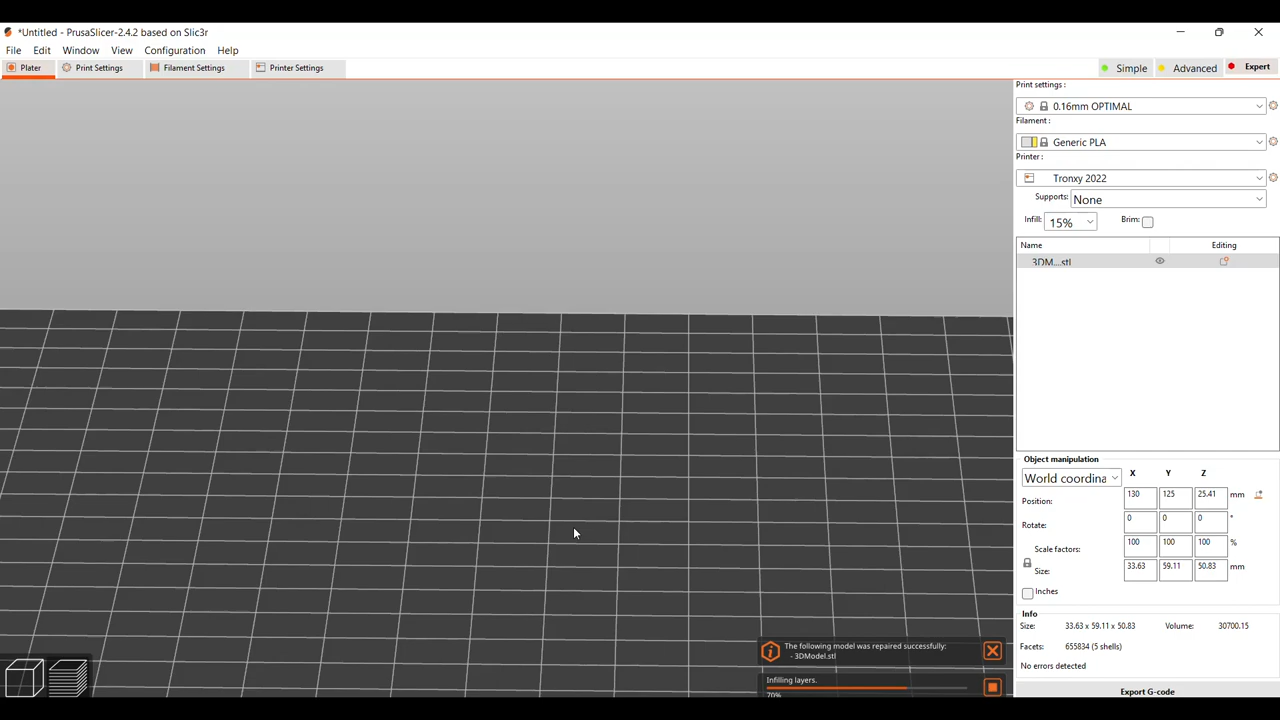 *Untitled - PrusaSlicer-2.4.2 based on Slic3r
File Edit Window View Configuration Help
Plater Print Settings Filament Settings Printer Settings Simple Advanced Expert
Print settings :
0.16mm OPTIMAL
Filament :
Generic PLA
Printer :
Tronxy 2022
Supports: None
Infill: 15% Brim:
Name Editing
3DM....stl
Object manipulation
World coordina X Y Z
Position: 130 125 25.41 mm
Rotate: 0 0 0 °
Scale factors: 100 100 100 %
Size: 33.63 59.11 50.83 mm
Inches
Info
Size: 33.63 x 59.11 x 50.83 Volume: 30700.15
Facets: 655834 (5 shells)
No errors detected
Export G-code
The following model was repaired successfully:
- 3DModel.stl
Infilling layers.
70%